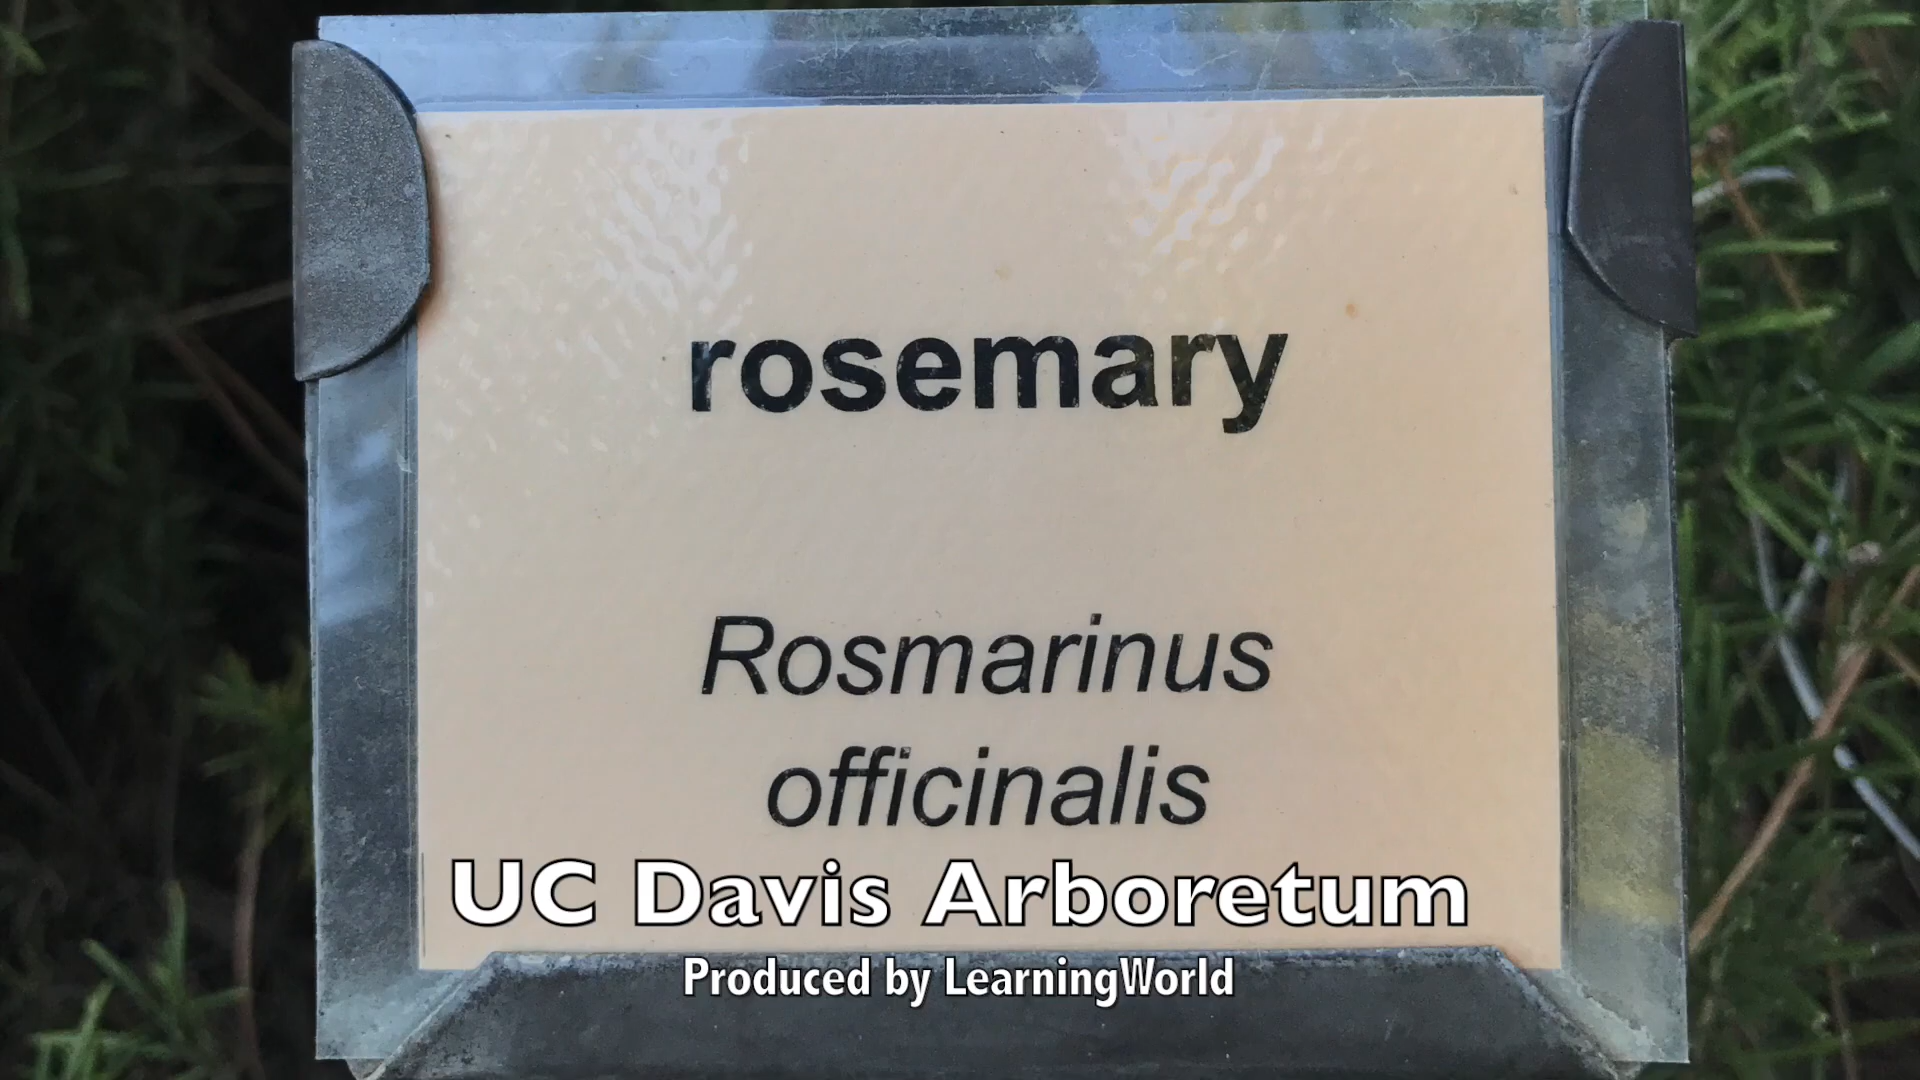 rosemary
Rosmarinus
officinalis
UC Davis Arboretum
Produced by LearningWorld